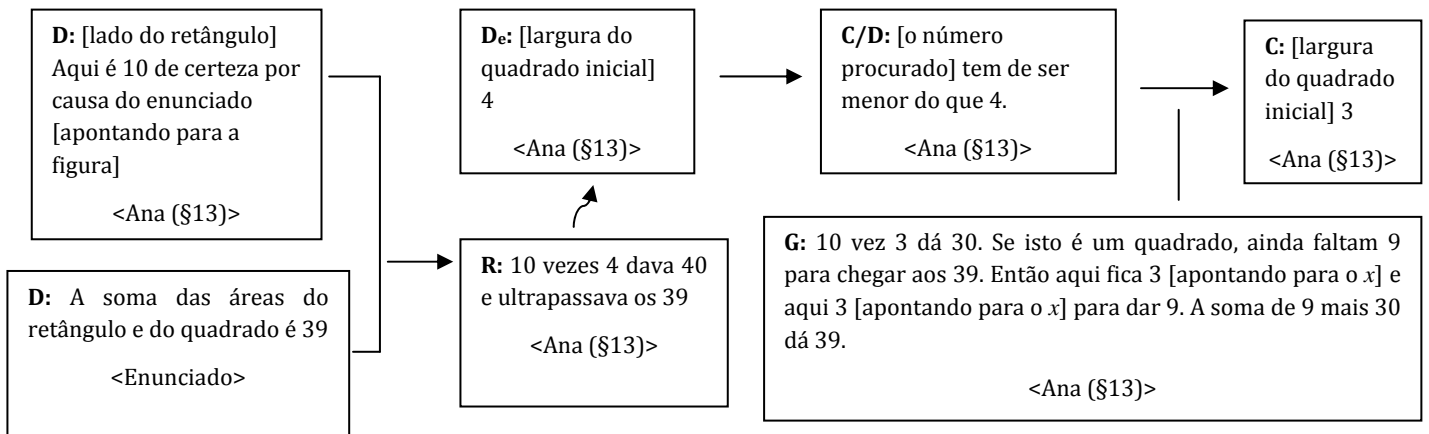 D: [lado do retângulo]
Aqui é 10 de certeza por
causa do enunciado
[apontando para a
figura]
<Ana (§13)>
D: A soma das áreas do
retângulo e do quadrado é 39
<Enunciado>
De: [largura do
quadrado inicial]
4
<Ana (§13)>
R: 10 vezes 4 dava 40
e ultrapassava os 39
<Ana (§13)>
C/D: [o número
procurado] tem de ser
menor do que 4.
<Ana (§13)>
C: [largura
do quadrado
inicial] 3
<Ana (§13)>
G: 10 vez 3 dá 30. Se isto é um quadrado, ainda faltam 9
para chegar aos 39. Então aqui fica 3 [apontando para o x] e
aqui 3 [apontando para o x] para dar 9. A soma de 9 mais 30
dá 39.
<Ana (§13)>